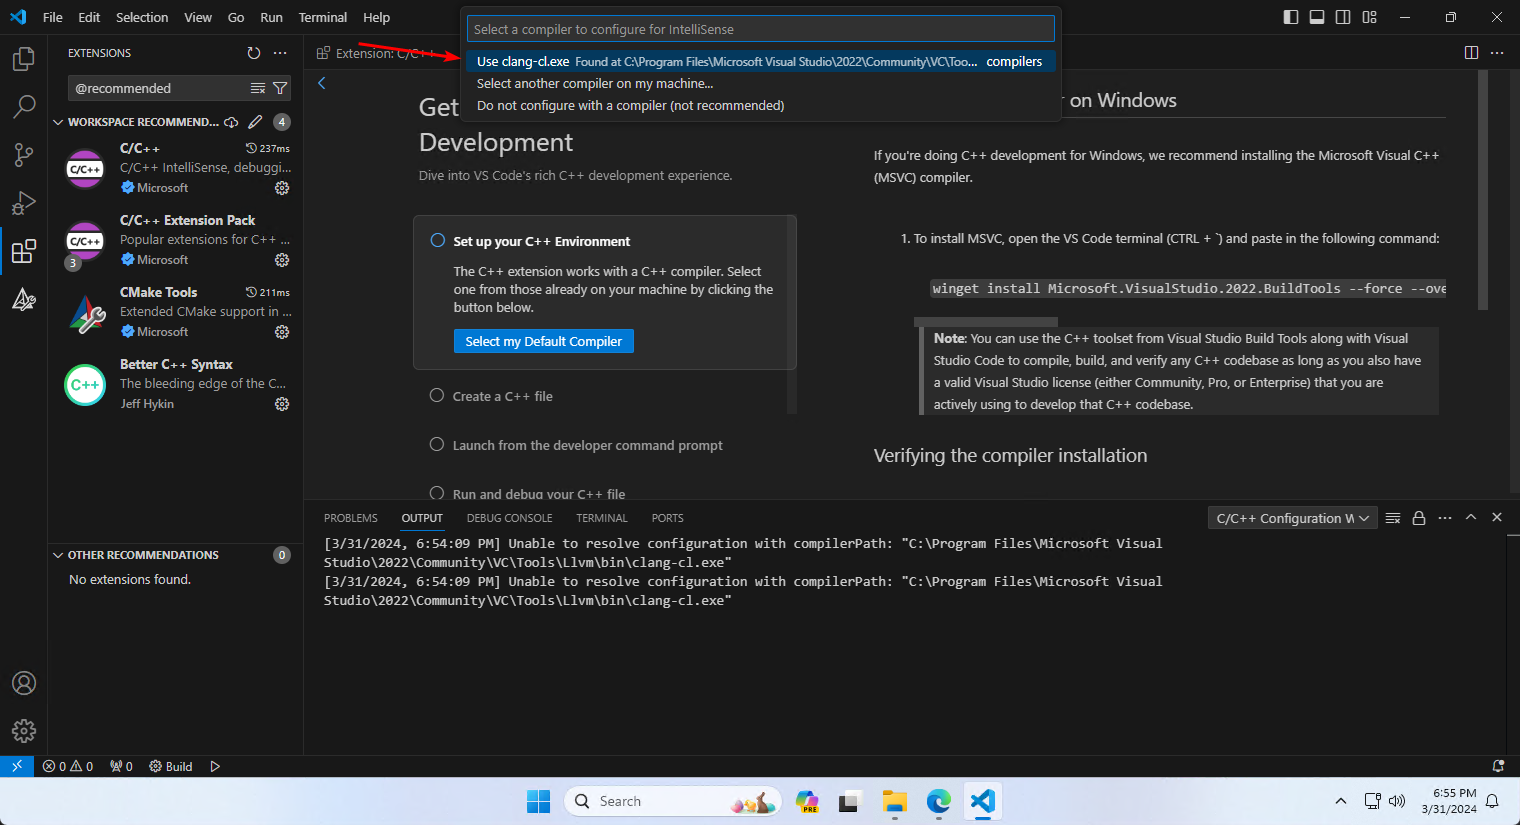 File Edit Selection View Go Run Terminal Help
Select a compiler to configure for IntelliSense
Use clang-cl.exe Found at C:\Program Files\Microsoft Visual Studio\2022\Community\VC\Too... compilers
Select another compiler on my machine...
Do not configure with a compiler (not recommended)
EXTENSIONS
@recommended
WORKSPACE RECOMMEND... 4
C/C++ 237ms
C/C++ IntelliSense, debuggi...
Microsoft
C/C++ Extension Pack
Popular extensions for C++ ...
Microsoft
3
CMake Tools 211ms
Extended CMake support in ...
Microsoft
Better C++ Syntax
The bleeding edge of the C...
Jeff Hykin
C/C++
C/C++
C++
OTHER RECOMMENDATIONS 0
No extensions found.
Extension: C/C++
Get
Development
Dive into VS Code's rich C++ development experience.
Set up your C++ Environment
The C++ extension works with a C++ compiler. Select
one from those already on your machine by clicking the
button below.
Select my Default Compiler
Create a C++ file
Launch from the developer command prompt
Run and debug your C++ file
r on Windows
If you're doing C++ development for Windows, we recommend installing the Microsoft Visual C++
(MSVC) compiler.
1. To install MSVC, open the VS Code terminal (CTRL + `) and paste in the following command:
winget install Microsoft.VisualStudio.2022.BuildTools --force --ove
Note: You can use the C++ toolset from Visual Studio Build Tools along with Visual
Studio Code to compile, build, and verify any C++ codebase as long as you also have
a valid Visual Studio license (either Community, Pro, or Enterprise) that you are
actively using to develop that C++ codebase.
Verifying the compiler installation
PROBLEMS OUTPUT DEBUG CONSOLE TERMINAL PORTS
C/C++ Configuration W
[3/31/2024, 6:54:09 PM] Unable to resolve configuration with compilerPath: "C:\Program Files\Microsoft Visual
Studio\2022\Community\VC\Tools\Llvm\bin\clang-cl.exe"
[3/31/2024, 6:54:09 PM] Unable to resolve configuration with compilerPath: "C:\Program Files\Microsoft Visual
Studio\2022\Community\VC\Tools\Llvm\bin\clang-cl.exe"
0 0 0 Build
Search
PRE
6:55 PM
3/31/2024